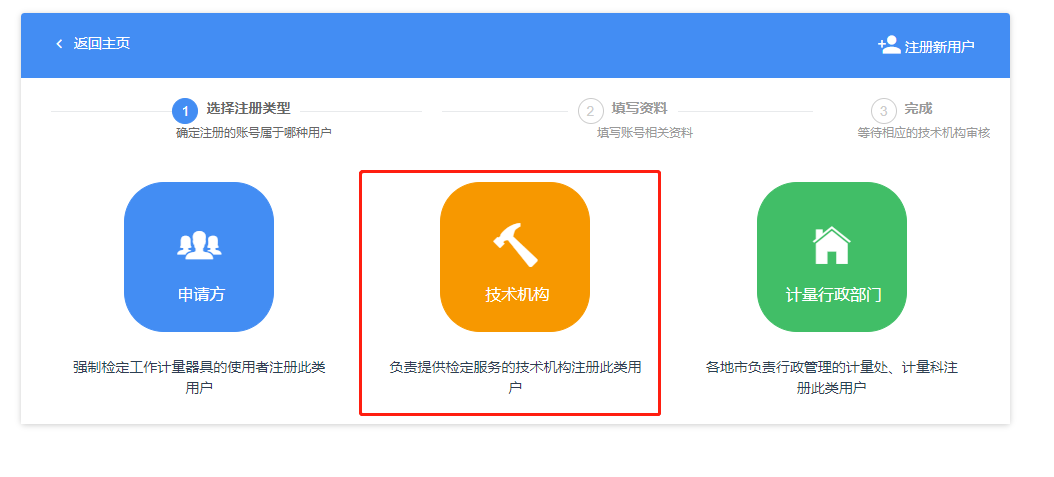 返回主页
注册新用户
1 选择注册类型
确定注册的账号属于哪种用户
2 填写资料
填写账号相关资料
3 完成
等待相应的技术机构审核
申请方
强制检定工作计量器具的使用者注册此类
用户
技术机构
负责提供检定服务的技术机构注册此类用
户
计量行政部门
各地市负责行政管理的计量处、计量科注
册此类用户